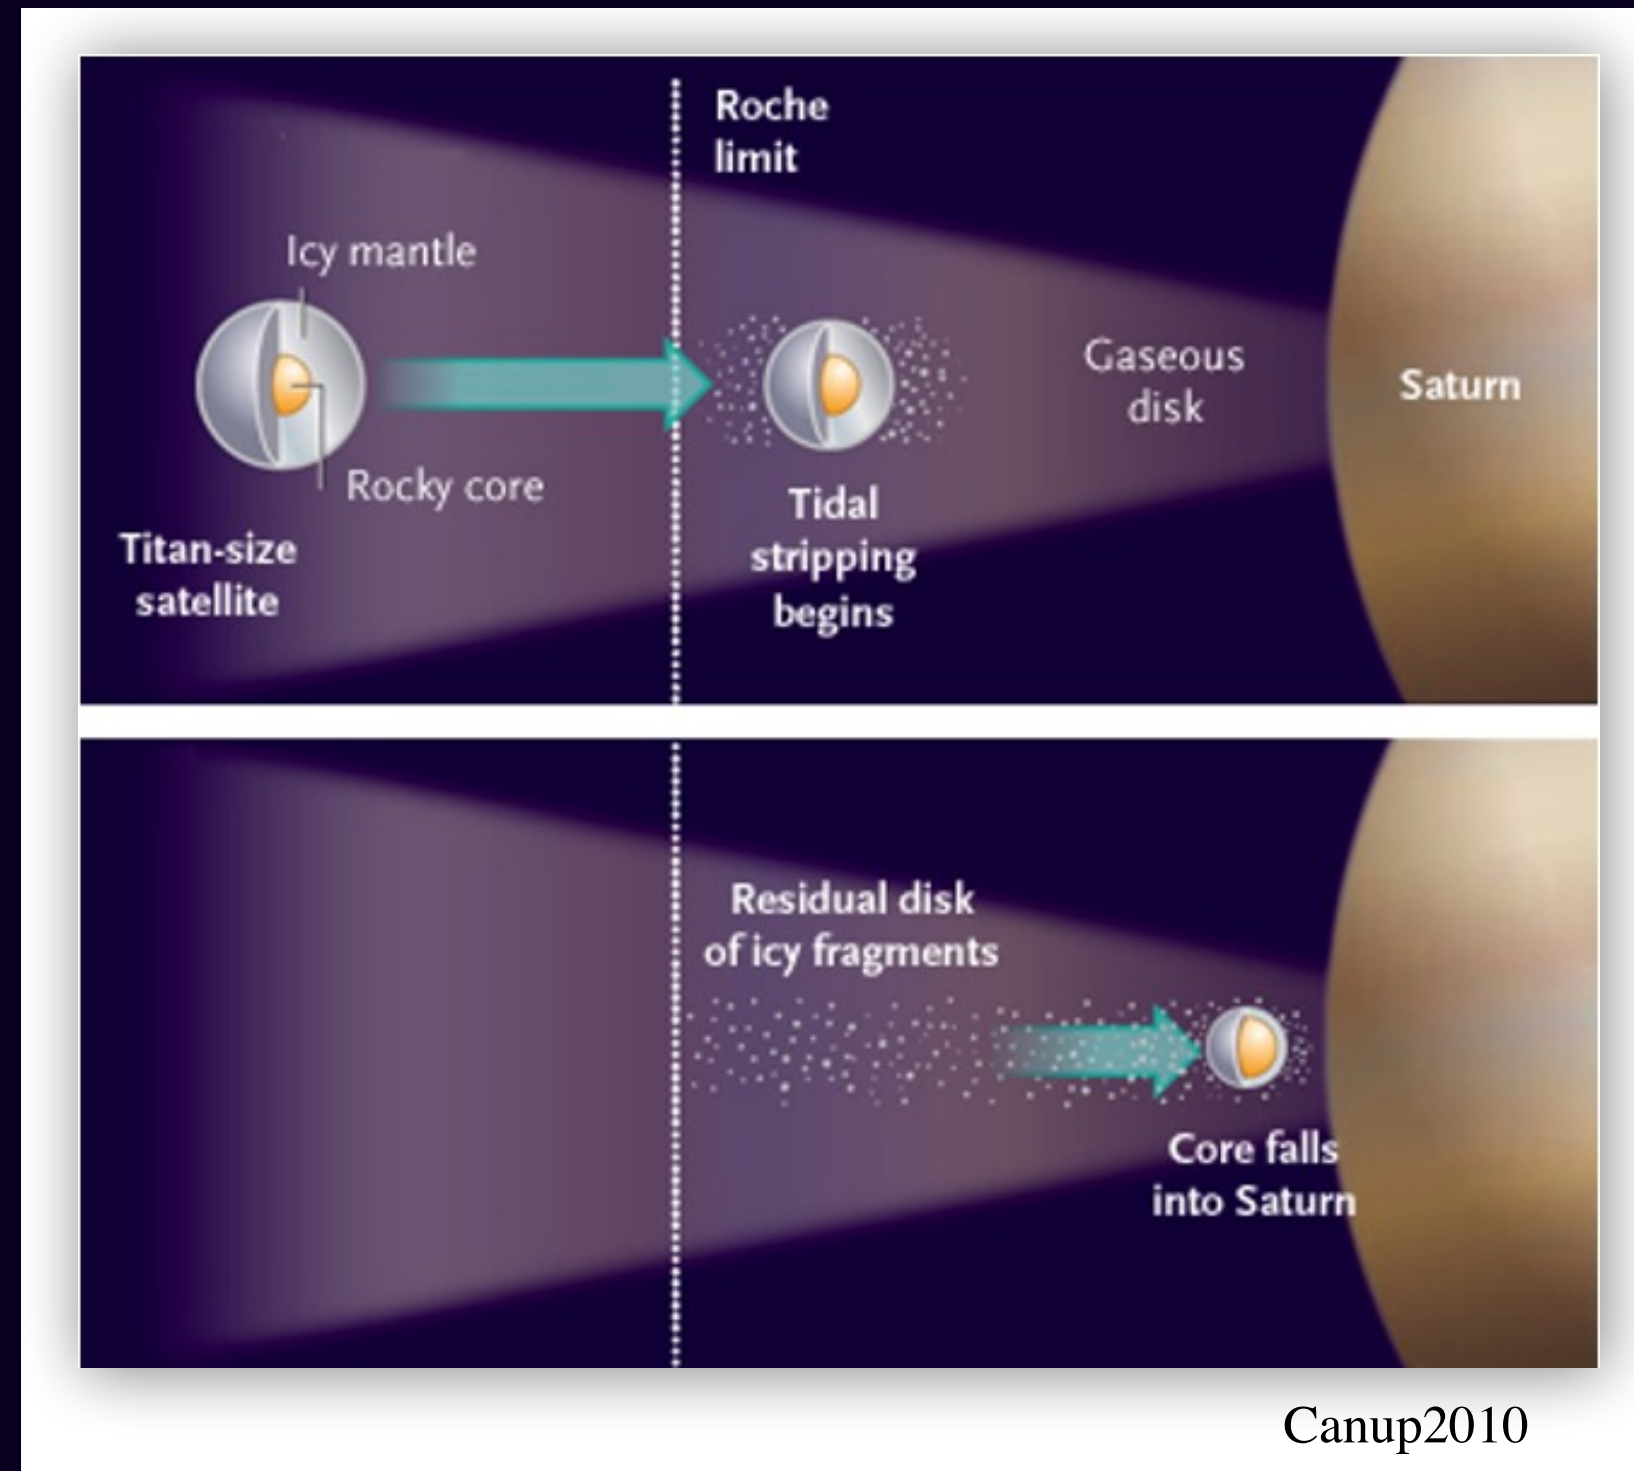 Roche
limit
Icy mantle
Gaseous
disk
Saturn
Rocky core
Tidal
stripping
begins
Titan-size
satellite
Residual disk
of icy fragments
Core falls
into Saturn
Canup2010